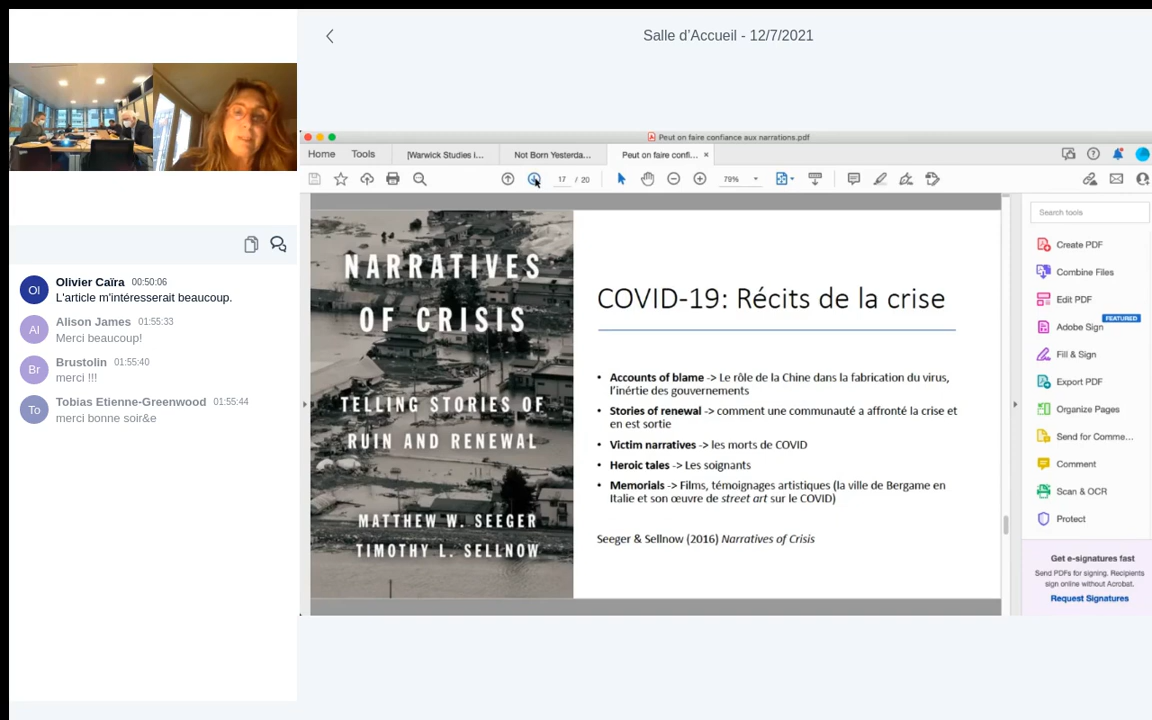 Salle d'Accueil - 12/7/2021
Ol
Olivier Caïra 00:50:06
L'article m'intéresserait beaucoup.
Al
Alison James 01:55:33
Merci beaucoup!
Br
Brustolin 01:55:40
merci !!!
To
Tobias Etienne-Greenwood 01:55:44
merci bonne soir&e
Peut on faire confiance aux narrations.pdf
Home Tools [Warwick Studies i... Not Born Yesterda... Peut on faire confi... ×
17 / 20 79%
NARRATIVES
OF CRISIS
TELLING STORIES OF
RUIN AND RENEWAL
MATTHEW W. SEEGER
TIMOTHY L. SELLNOW
COVID-19: Récits de la crise
• Accounts of blame -> Le rôle de la Chine dans la fabrication du virus,
l'inértie des gouvernements
• Stories of renewal -> comment une communauté a affronté la crise et
en est sortie
• Victim narratives -> les morts de COVID
• Heroic tales -> Les soignants
• Memorials -> Films, témoignages artistiques (la ville de Bergame en
Italie et son œuvre de street art sur le COVID)
Seeger & Sellnow (2016) Narratives of Crisis
Search tools
Create PDF
Combine Files
Edit PDF
FEATURED
Adobe Sign
Fill & Sign
Export PDF
Organize Pages
Send for Comme...
Comment
Scan & OCR
Protect
Get e-signatures fast
Send PDFs for signing. Recipients
sign online without Acrobat.
Request Signatures